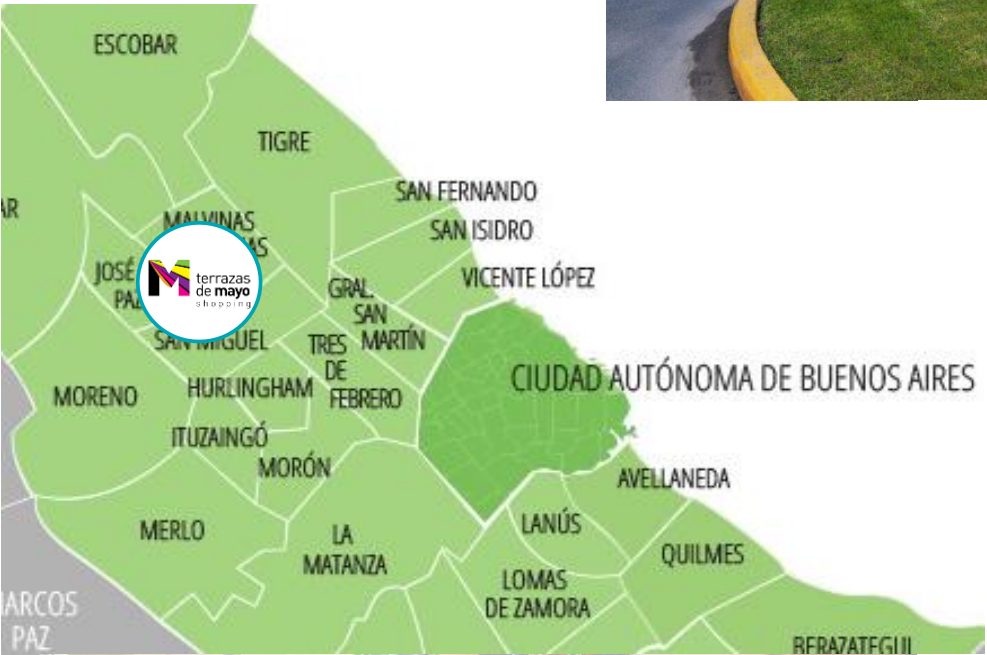 ESCOBAR
TIGRE
SAN FERNANDO
AR
MALVINAS
AS
SAN ISIDRO
JOSÉ
PAZ
terrazas
de mayo
shopping
VICENTE LÓPEZ
GRAL.
SAN
MARTÍN
SAN MIGUEL
TRES
DE
FEBRERO
HURLINGHAM
MORENO
CIUDAD AUTÓNOMA DE BUENOS AIRES
ITUZAINGÓ
MORÓN
AVELLANEDA
MERLO
LA
MATANZA
LANÚS
QUILMES
LOMAS
DE ZAMORA
MARCOS
PAZ
BERAZATEGUI